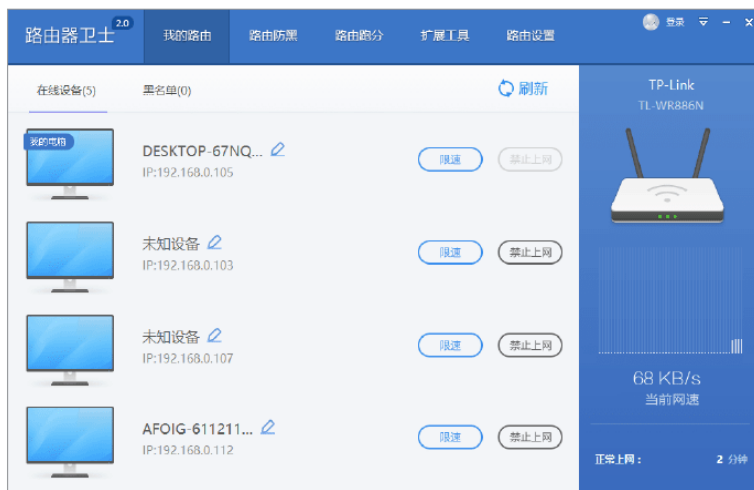 路由器卫士 2.0
我的路由
路由防黑
路由跑分
扩展工具
路由设置
登录
在线设备(5)
黑名单(0)
刷新
我的电脑
DESKTOP-67NQ...
IP:192.168.0.105
限速
禁止上网
未知设备
IP:192.168.0.103
限速
禁止上网
未知设备
IP:192.168.0.107
限速
禁止上网
AFOIG-611211...
IP:192.168.0.112
限速
禁止上网
TP-Link
TL-WR886N
68 KB/s
当前网速
正常上网：
2 分钟